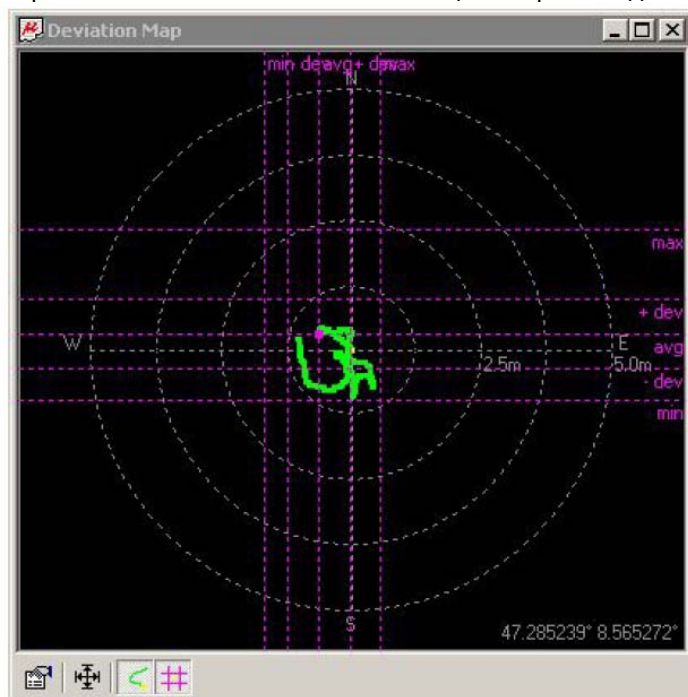 Deviation Map
min - dev avg + dev max
N
max
+ dev
W E avg
2.5m 5.0m
- dev
min
S
47.285239° 8.565272°